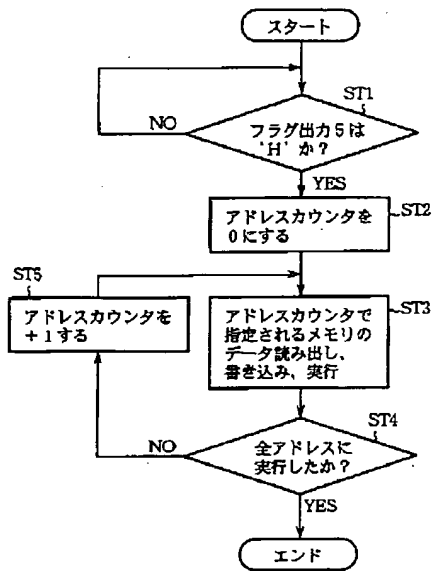 スタート
ST1
フラグ出力5は
'H' か?
NO
YES
アドレスカウンタを
0にする
ST2
ST5
アドレスカウンタを
+1する
アドレスカウンタで
指定されるメモリの
データ読み出し、
書き込み、実行
ST3
ST4
全アドレスに
実行したか?
NO
YES
エンド